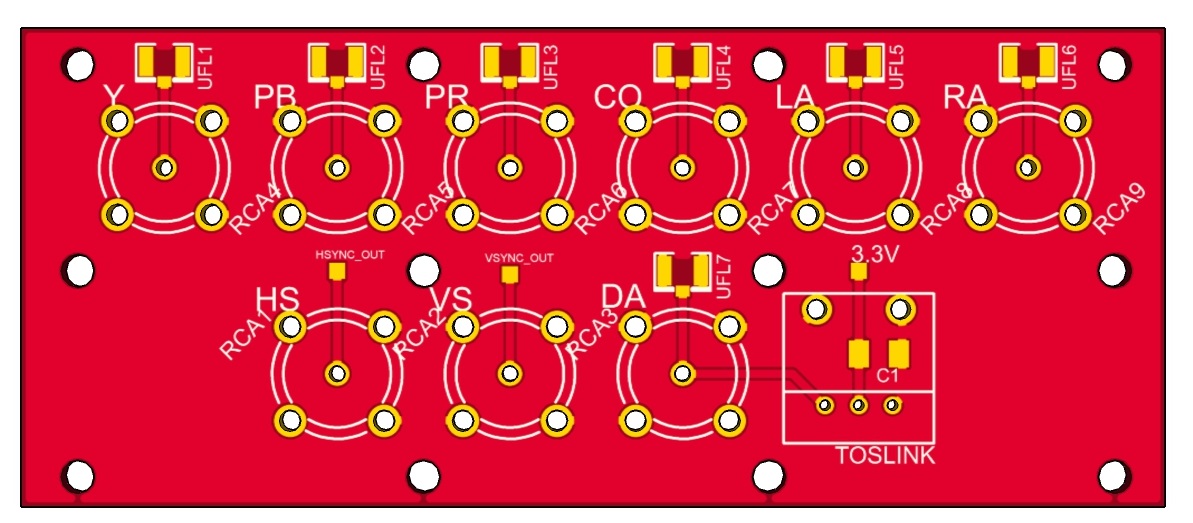 UFL1
UFL2
UFL3
UFL4
UFL5
UFL6
Y
PB
PR
CO
LA
RA
RCA4
RCA5
RCA6
RCA7
RCA8
RCA9
HSYNC_OUT
VSYNC_OUT
UFL7
3.3V
HS
VS
DA
RCA1
RCA2
RCA3
C1
TOSLINK